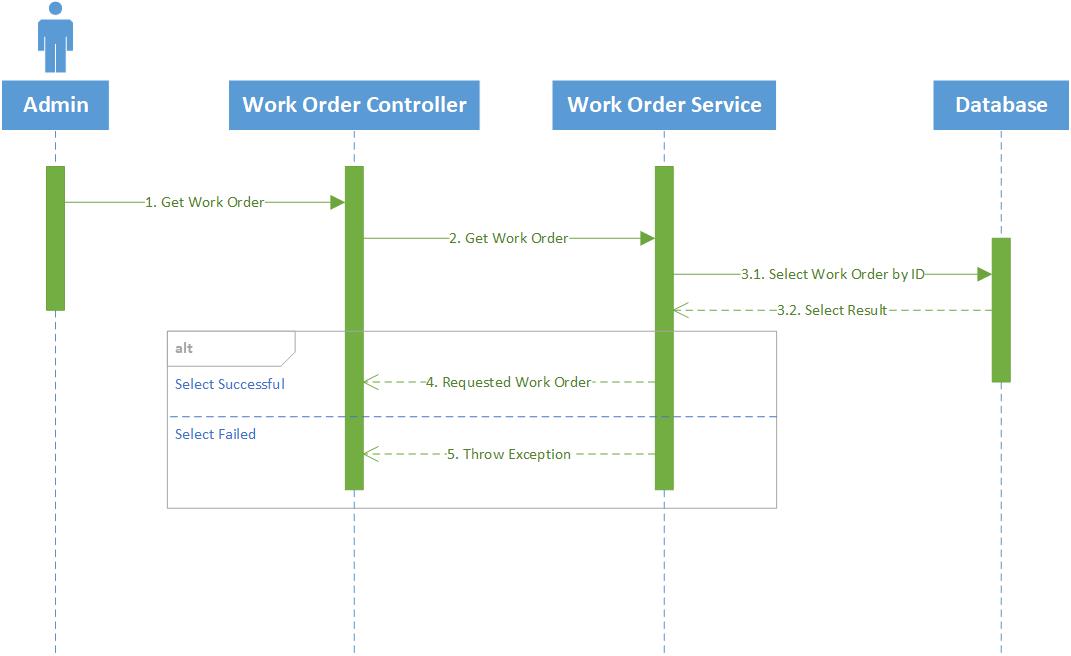 Admin
Work Order Controller
Work Order Service
Database
1. Get Work Order
2. Get Work Order
3.1. Select Work Order by ID
3.2. Select Result
alt
Select Successful
4. Requested Work Order
Select Failed
5. Throw Exception